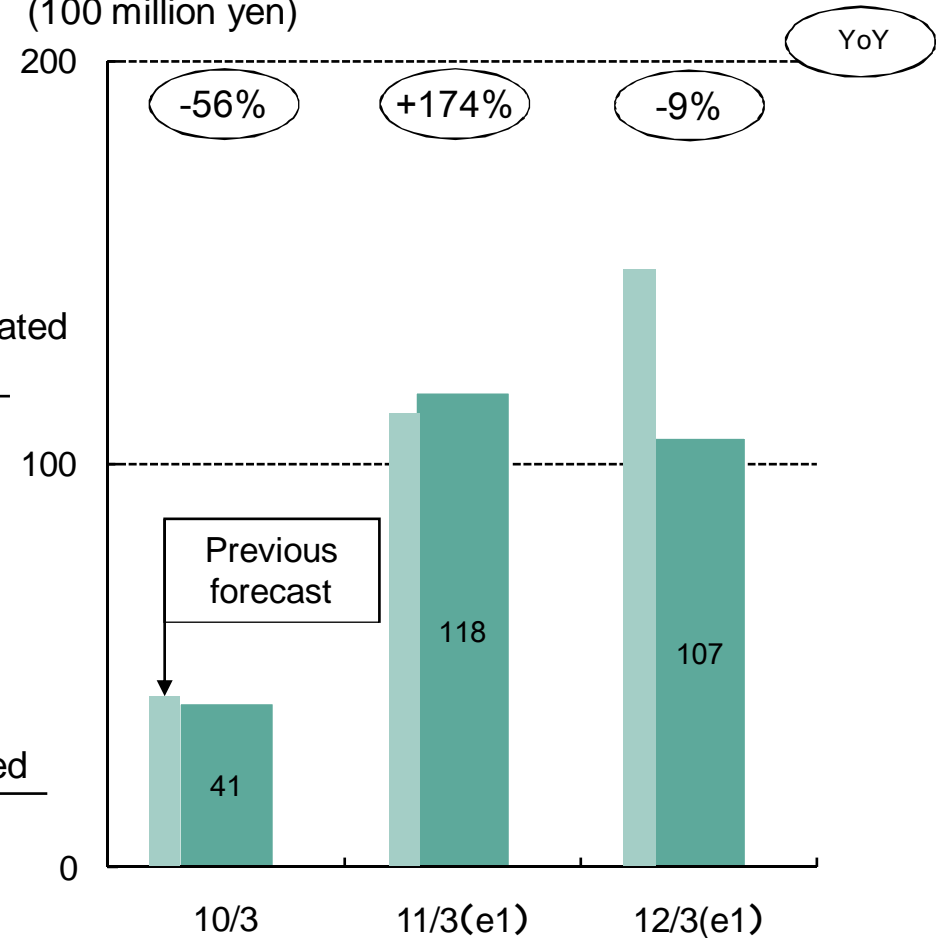 (100 million yen)
YoY
200
-56%
+174%
-9%
ated
100
Previous
forecast
118
107
ed
41
0
10/3
11/3(e1)
12/3(e1)